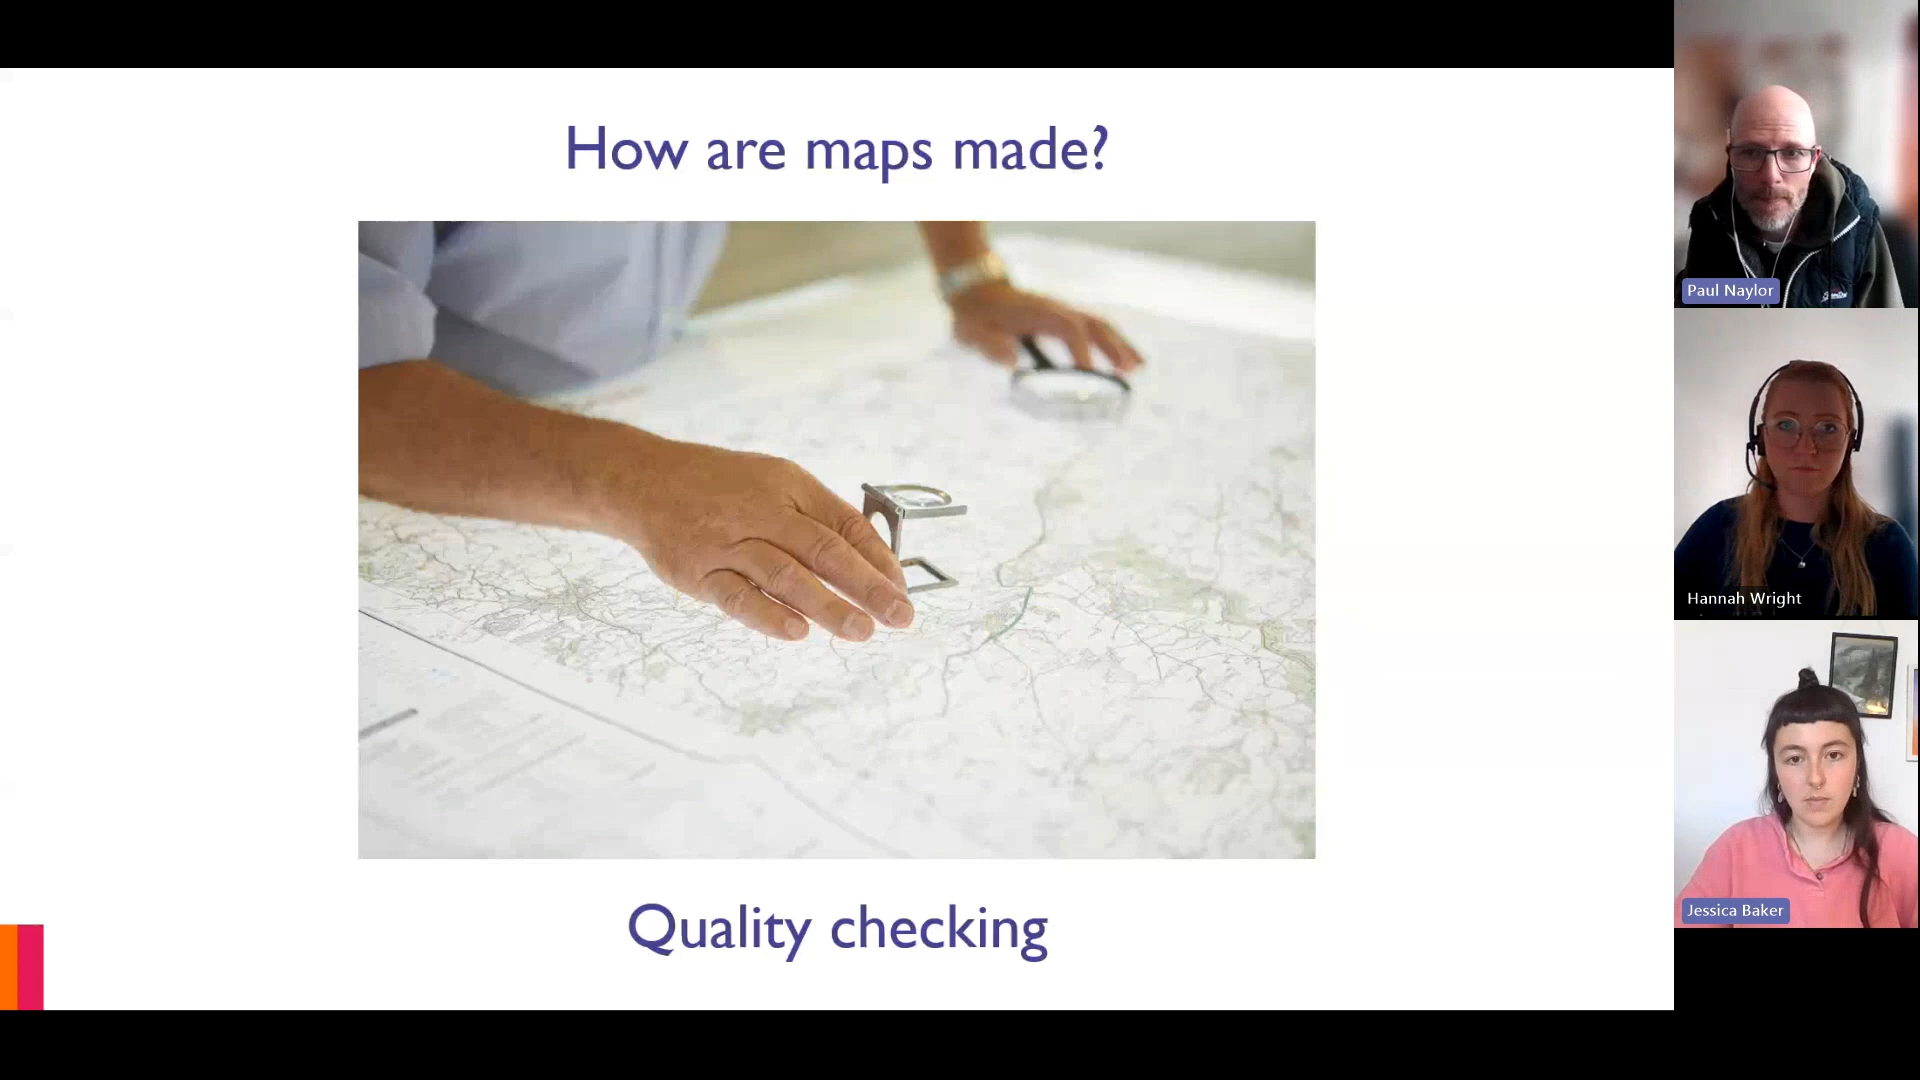 How are maps made?
Quality checking
Paul Naylor
Hannah Wright
Jessica Baker